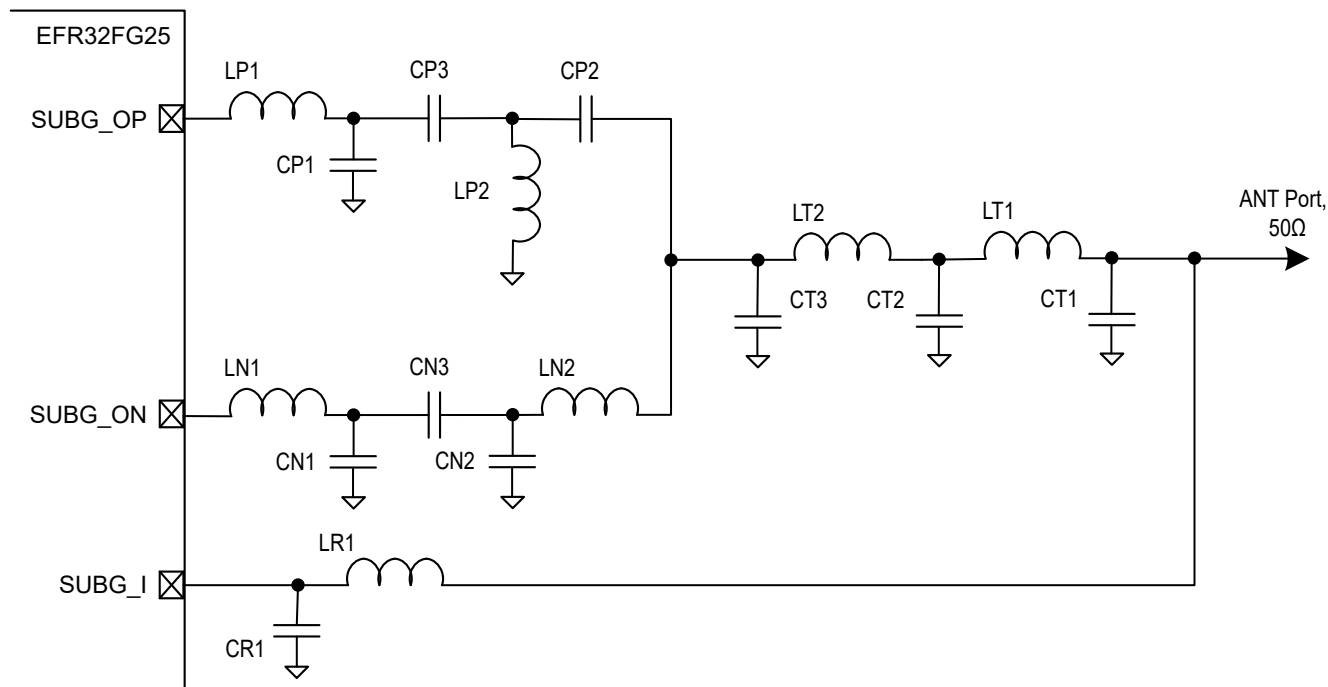 EFR32FG25
LP1
CP3
CP2
SUBG_OP
CP1
LP2
ANT Port,
50Ω
LT2
LT1
CT3
CT2
CT1
LN1
CN3
LN2
SUBG_ON
CN1
CN2
LR1
SUBG_I
CR1